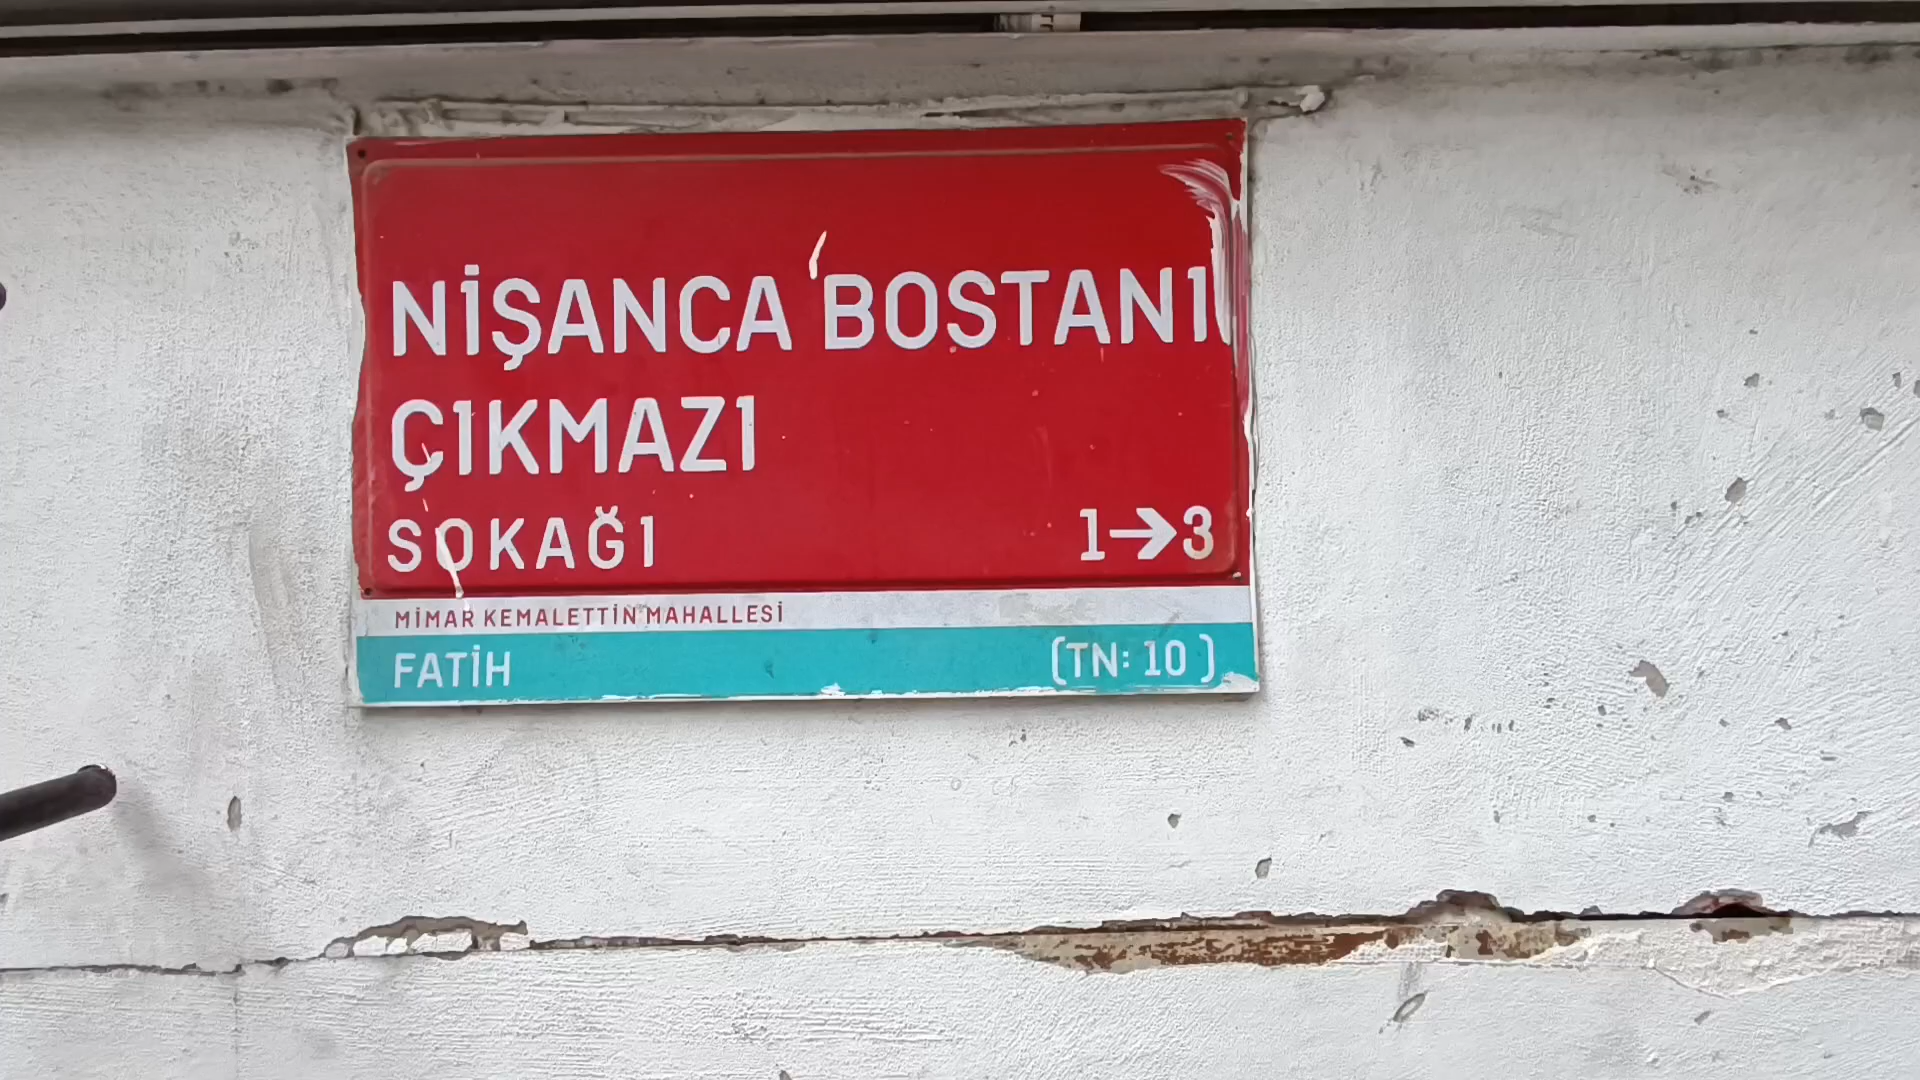 NİŞANCA BOSTANI
ÇIKMAZI
SOKAĞI
1→3
MİMAR KEMALETTİN MAHALLESİ
FATİH
(TN: 10 )